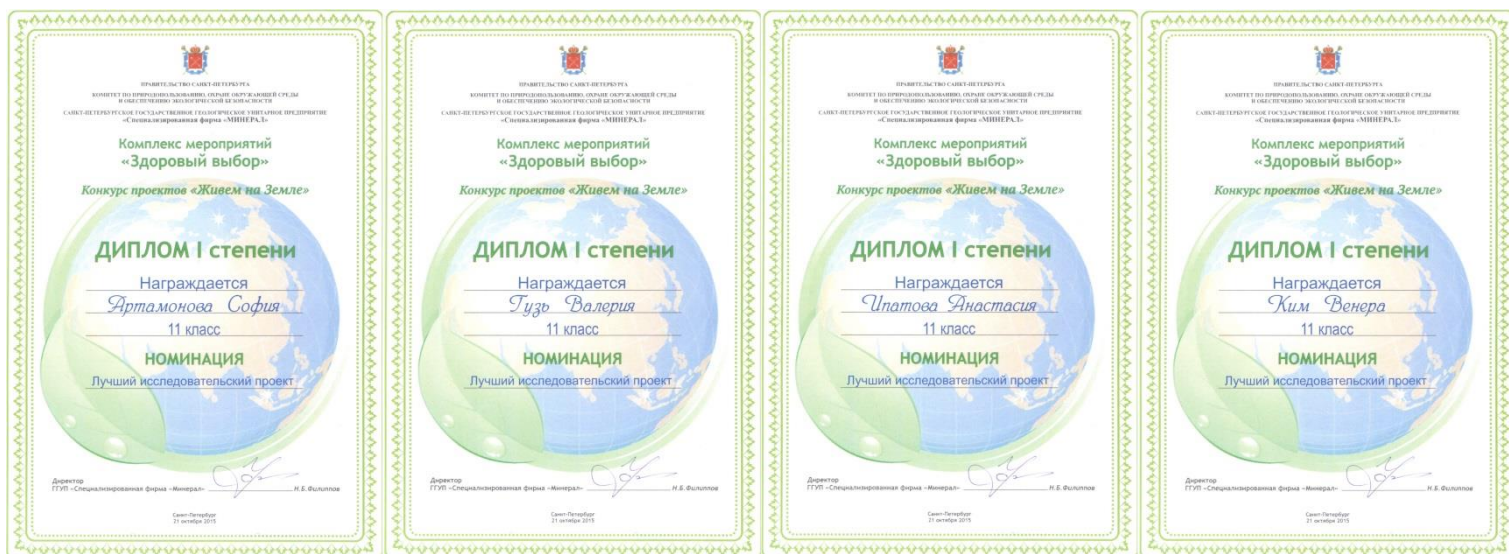 ПРАВИТЕЛЬСТВО САНКТ-ПЕТЕРБУРГА
КОМИТЕТ ПО ПРИРОДОПОЛЬЗОВАНИЮ, ОХРАНЕ ОКРУЖАЮЩЕЙ СРЕДЫ
И ОБЕСПЕЧЕНИЮ ЭКОЛОГИЧЕСКОЙ БЕЗОПАСНОСТИ
САНКТ-ПЕТЕРБУРГСКОЕ ГОСУДАРСТВЕННОЕ ГЕОЛОГИЧЕСКОЕ УНИТАРНОЕ ПРЕДПРИЯТИЕ
«Специализированная фирма «МИНЕРАЛ»
Комплекс мероприятий
«Здоровый выбор»
Конкурс проектов «Живем на Земле»
ДИПЛОМ I степени
Награждается
Артамонова София
11 класс
НОМИНАЦИЯ
Лучший исследовательский проект
Директор
ГГУП «Специализированная фирма «Минерал» Н.Б. Филиппов
Санкт-Петербург
21 октября 2015
ПРАВИТЕЛЬСТВО САНКТ-ПЕТЕРБУРГА
КОМИТЕТ ПО ПРИРОДОПОЛЬЗОВАНИЮ, ОХРАНЕ ОКРУЖАЮЩЕЙ СРЕДЫ
И ОБЕСПЕЧЕНИЮ ЭКОЛОГИЧЕСКОЙ БЕЗОПАСНОСТИ
САНКТ-ПЕТЕРБУРГСКОЕ ГОСУДАРСТВЕННОЕ ГЕОЛОГИЧЕСКОЕ УНИТАРНОЕ ПРЕДПРИЯТИЕ
«Специализированная фирма «МИНЕРАЛ»
Комплекс мероприятий
«Здоровый выбор»
Конкурс проектов «Живем на Земле»
ДИПЛОМ I степени
Награждается
Гузь Валерия
11 класс
НОМИНАЦИЯ
Лучший исследовательский проект
Директор
ГГУП «Специализированная фирма «Минерал» Н.Б. Филиппов
Санкт-Петербург
21 октября 2015
ПРАВИТЕЛЬСТВО САНКТ-ПЕТЕРБУРГА
КОМИТЕТ ПО ПРИРОДОПОЛЬЗОВАНИЮ, ОХРАНЕ ОКРУЖАЮЩЕЙ СРЕДЫ
И ОБЕСПЕЧЕНИЮ ЭКОЛОГИЧЕСКОЙ БЕЗОПАСНОСТИ
САНКТ-ПЕТЕРБУРГСКОЕ ГОСУДАРСТВЕННОЕ ГЕОЛОГИЧЕСКОЕ УНИТАРНОЕ ПРЕДПРИЯТИЕ
«Специализированная фирма «МИНЕРАЛ»
Комплекс мероприятий
«Здоровый выбор»
Конкурс проектов «Живем на Земле»
ДИПЛОМ I степени
Награждается
Ипатова Анастасия
11 класс
НОМИНАЦИЯ
Лучший исследовательский проект
Директор
ГГУП «Специализированная фирма «Минерал» Н.Б. Филиппов
Санкт-Петербург
21 октября 2015
ПРАВИТЕЛЬСТВО САНКТ-ПЕТЕРБУРГА
КОМИТЕТ ПО ПРИРОДОПОЛЬЗОВАНИЮ, ОХРАНЕ ОКРУЖАЮЩЕЙ СРЕДЫ
И ОБЕСПЕЧЕНИЮ ЭКОЛОГИЧЕСКОЙ БЕЗОПАСНОСТИ
САНКТ-ПЕТЕРБУРГСКОЕ ГОСУДАРСТВЕННОЕ ГЕОЛОГИЧЕСКОЕ УНИТАРНОЕ ПРЕДПРИЯТИЕ
«Специализированная фирма «МИНЕРАЛ»
Комплекс мероприятий
«Здоровый выбор»
Конкурс проектов «Живем на Земле»
ДИПЛОМ I степени
Награждается
Ким Венера
11 класс
НОМИНАЦИЯ
Лучший исследовательский проект
Директор
ГГУП «Специализированная фирма «Минерал» Н.Б. Филиппов
Санкт-Петербург
21 октября 2015